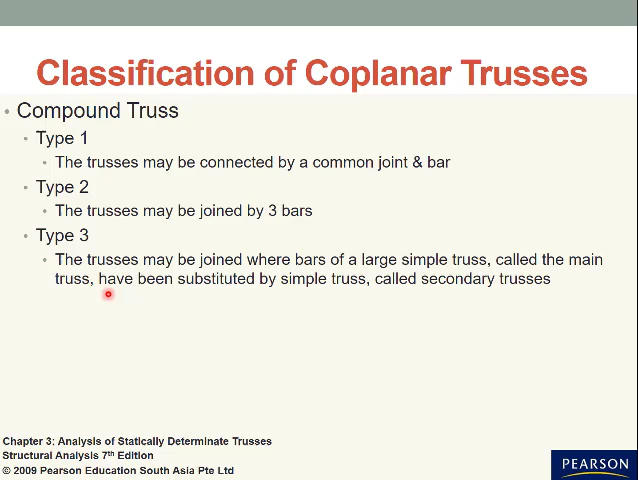 Classification of Coplanar Trusses
• Compound Truss
• Type 1
• The trusses may be connected by a common joint & bar
• Type 2
• The trusses may be joined by 3 bars
• Type 3
• The trusses may be joined where bars of a large simple truss, called the main
truss, have been substituted by simple truss, called secondary trusses
Chapter 3: Analysis of Statically Determinate Trusses
Structural Analysis 7th Edition
© 2009 Pearson Education South Asia Pte Ltd
PEARSON